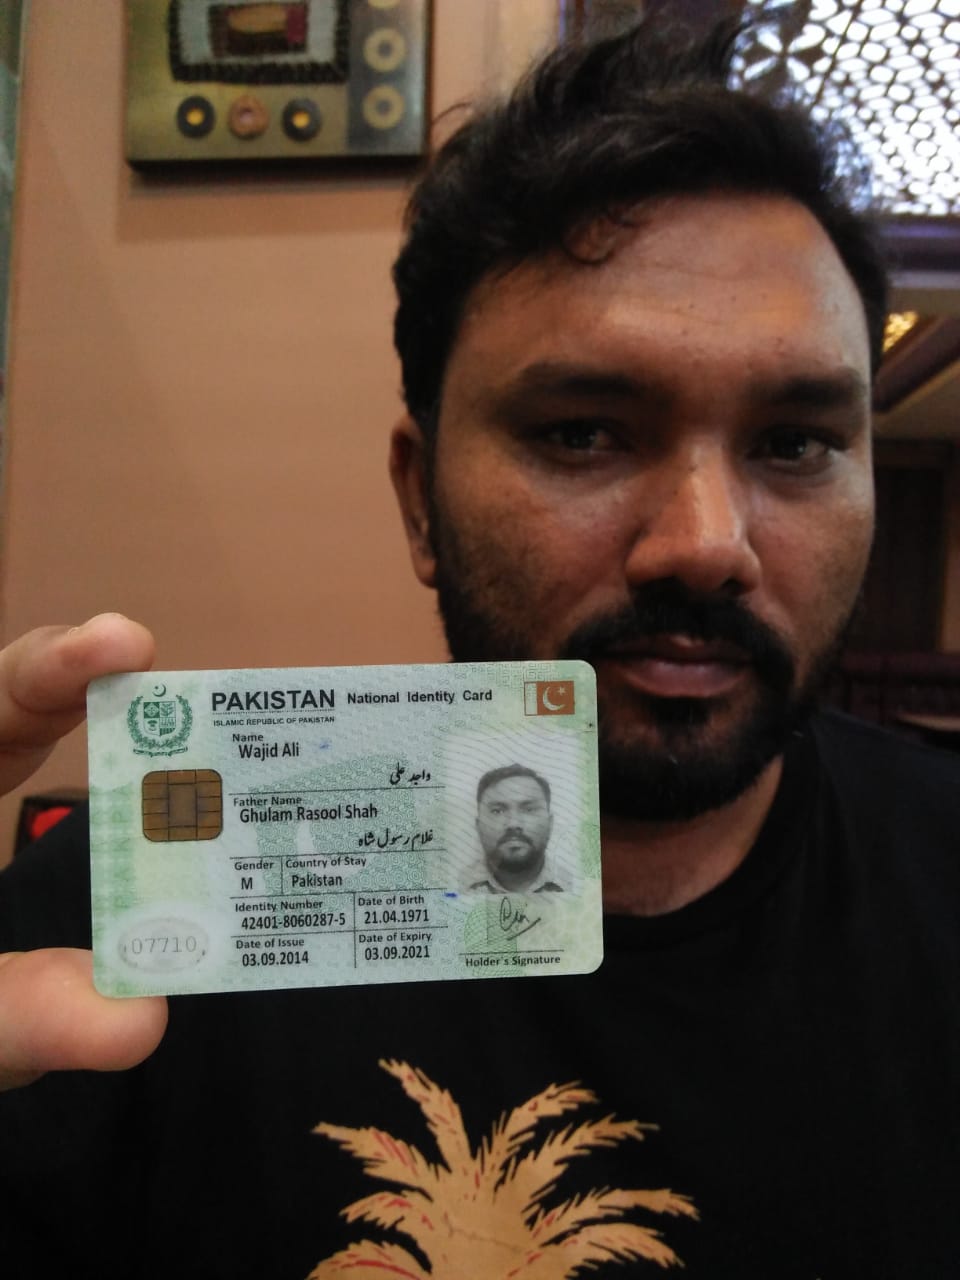 PAKISTAN National Identity Card
ISLAMIC REPUBLIC OF PAKISTAN
Name
Wajid Ali
واجد علی
Father Name
Ghulam Rasool Shah
غلام رسول شاہ
Gender Country of Stay
M Pakistan
Identity Number Date of Birth
42401-8060287-5 21.04.1971
Date of Issue Date of Expiry
03.09.2014 03.09.2021
07710
Holder's Signature